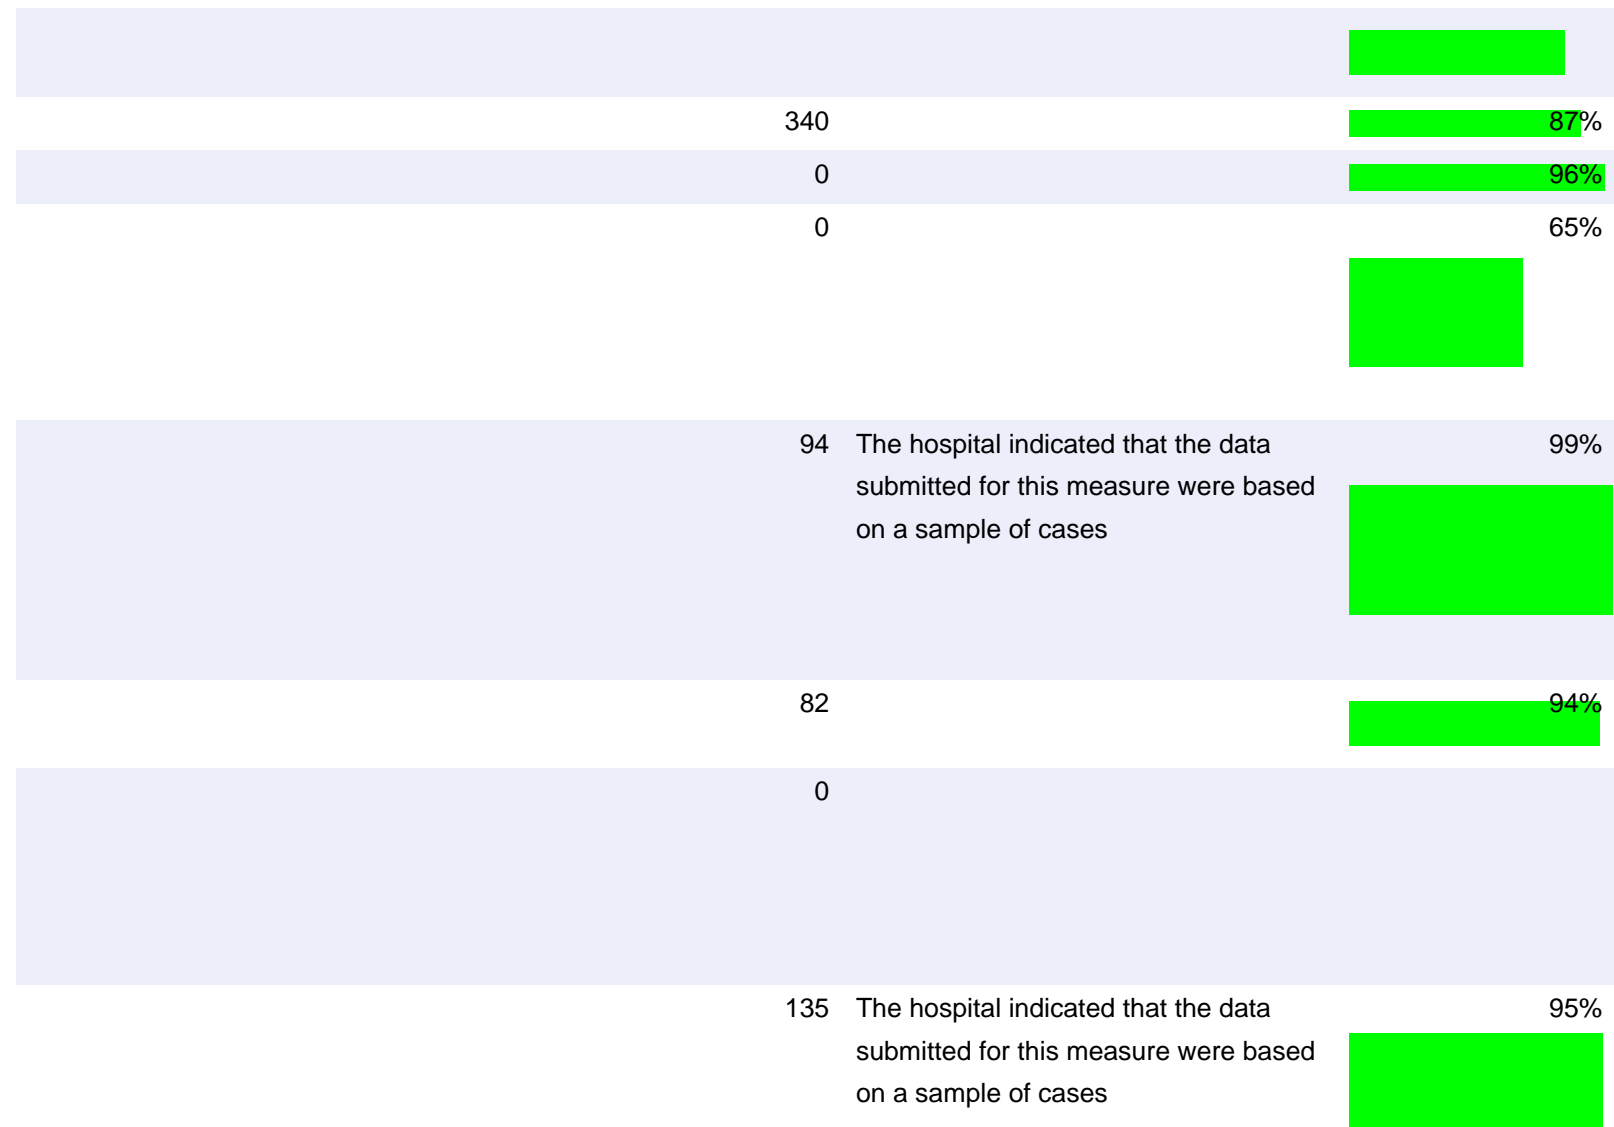 340 87%
0 96%
0 65%
94 The hospital indicated that the data 99%
submitted for this measure were based
on a sample of cases
82 94%
0
135 The hospital indicated that the data 95%
submitted for this measure were based
on a sample of cases